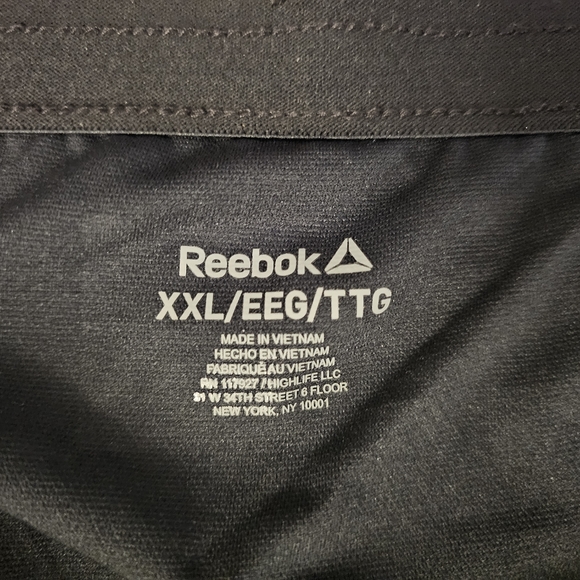 Reebok
XXL/EEG/TTG
MADE IN VIETNAM
HECHO EN VIETNAM
FABRIQUÉ AU VIETNAM
RN 117927 / HIGHLIFE, LLC
31 W 34TH STREET 6 FLOOR
NEW YORK, NY 10001